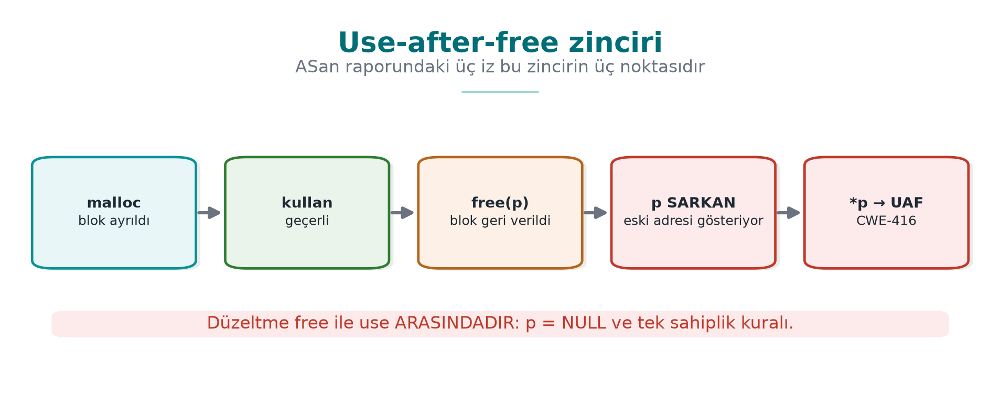 Use-after-free zinciri
ASan raporundaki üç iz bu zincirin üç noktasıdır
malloc
blok ayrıldı
kullan
geçerli
free(p)
blok geri verildi
p SARKAN
eski adresi gösteriyor
*p → UAF
CWE-416
Düzeltme free ile use ARASINDADIR: p = NULL ve tek sahiplik kuralı.